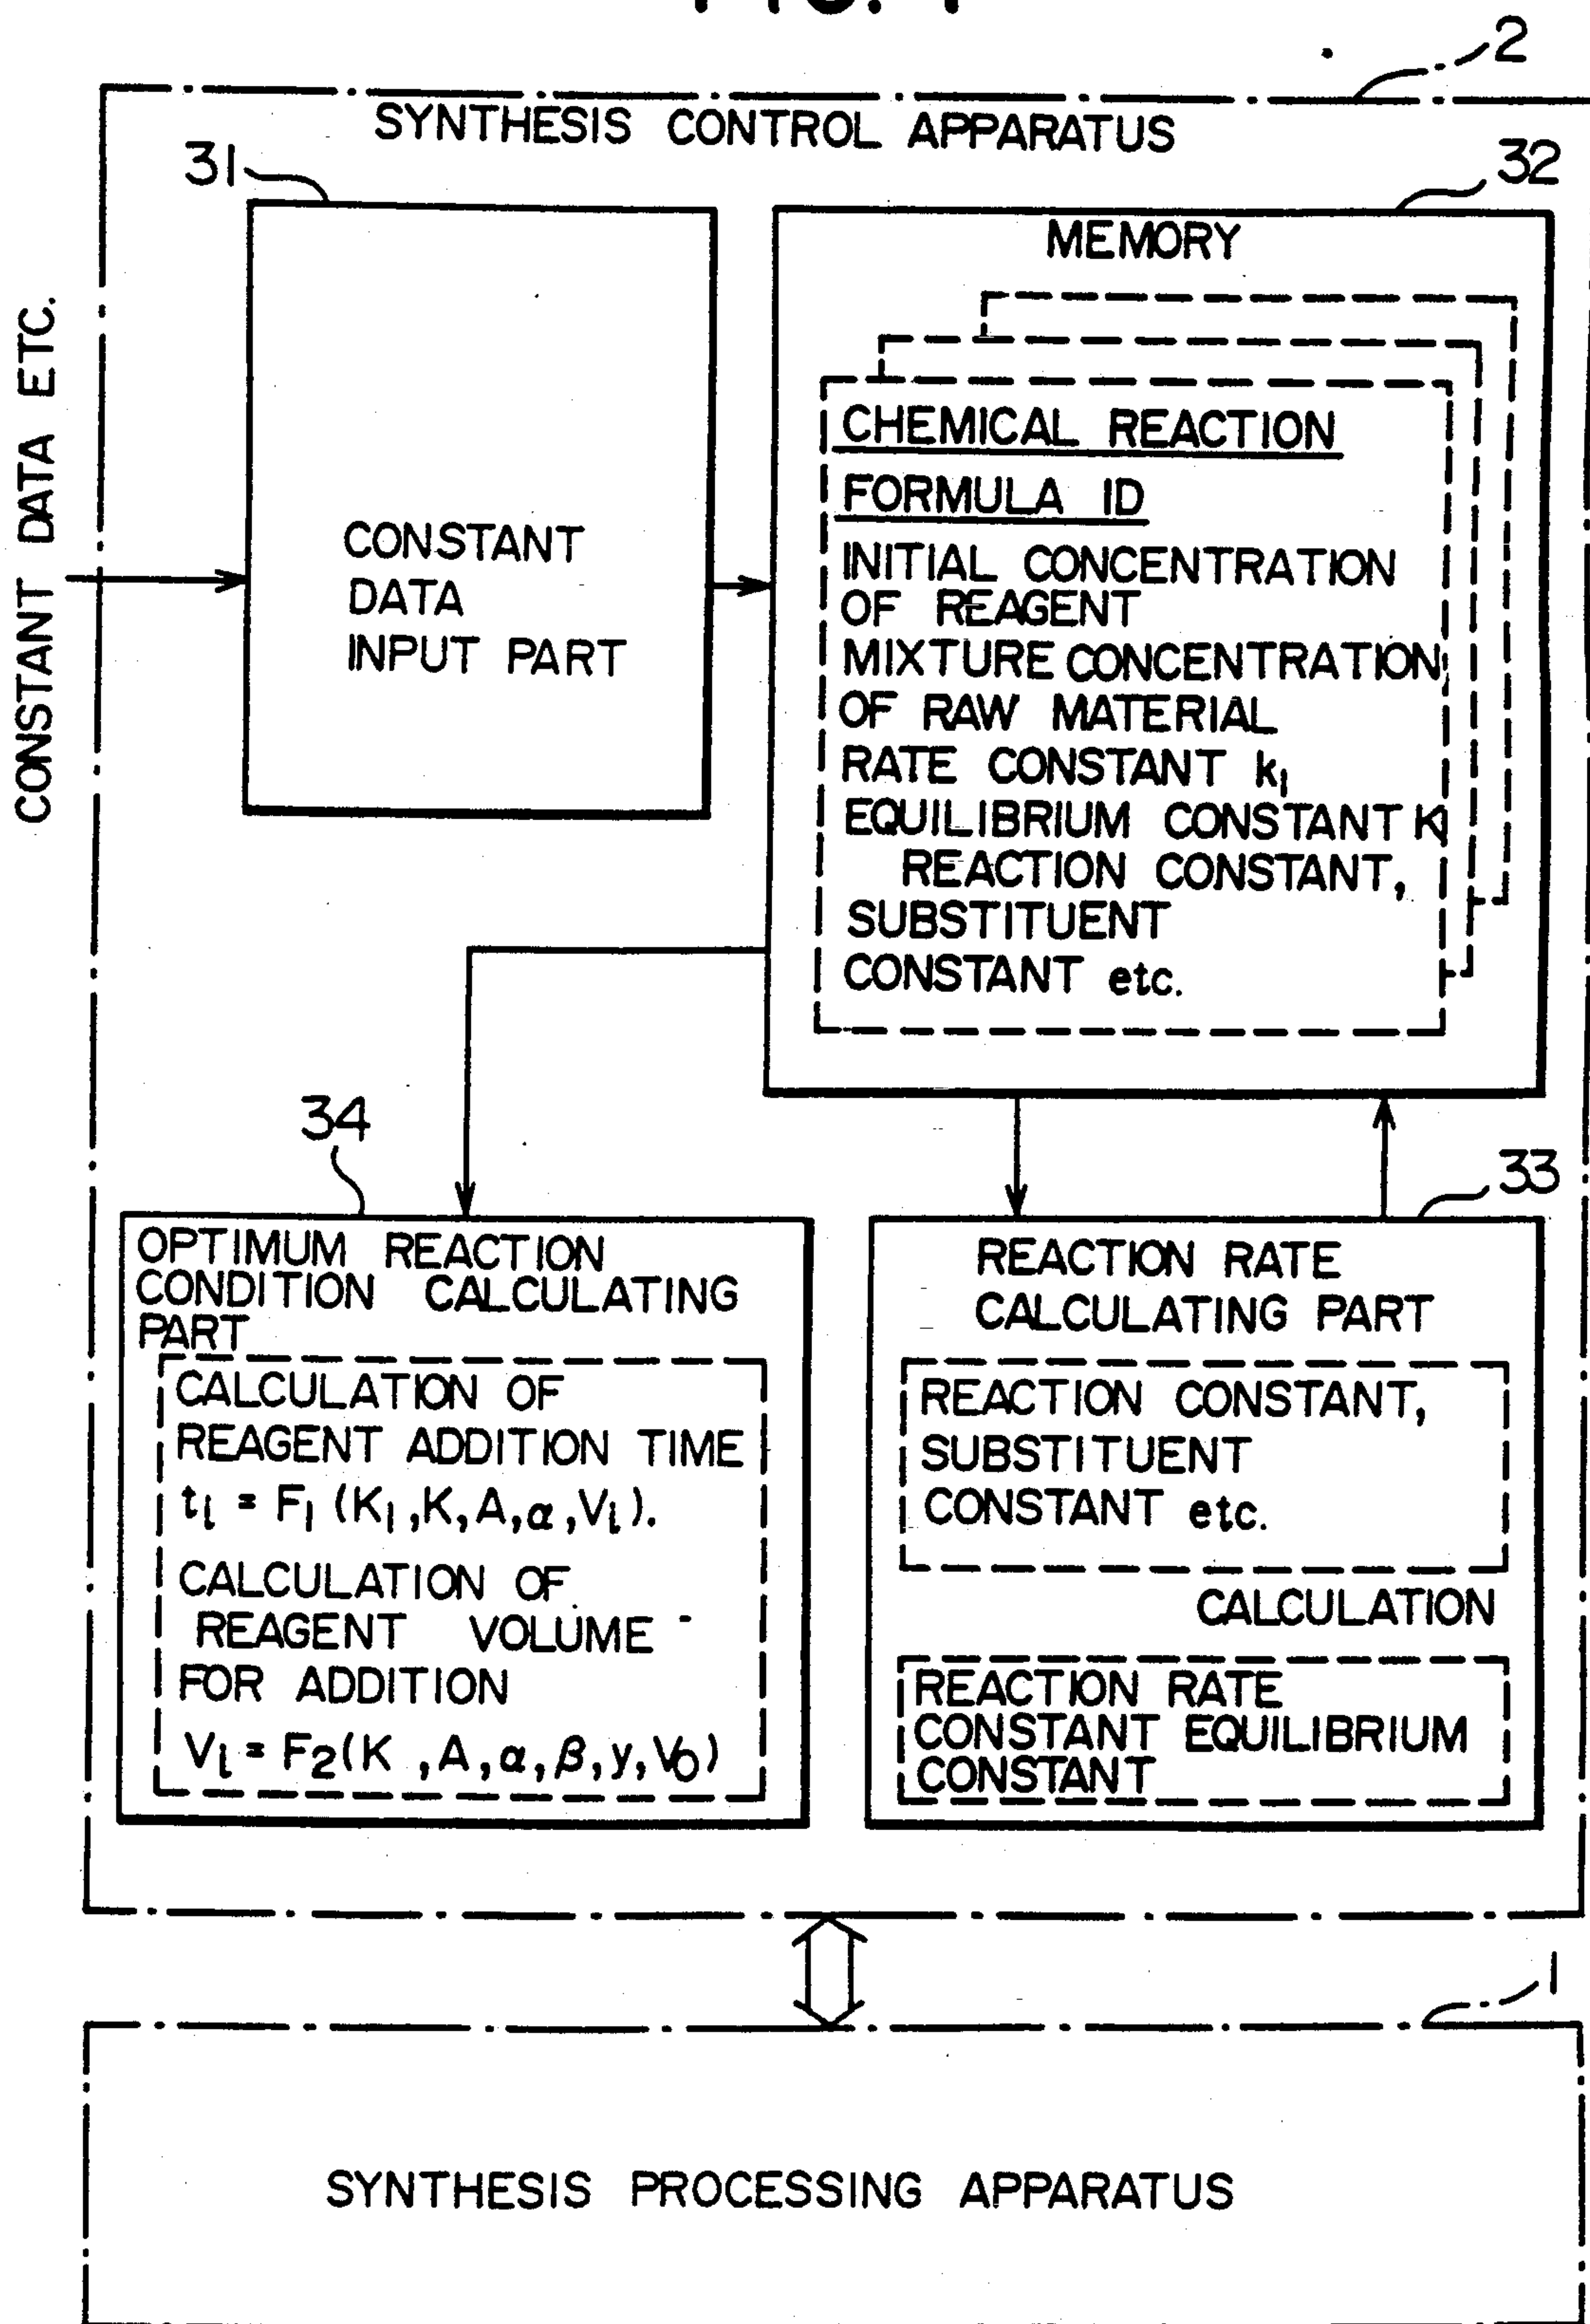 2
SYNTHESIS CONTROL APPARATUS
31
32
CONSTANT DATA ETC.
CONSTANT
DATA
INPUT PART
MEMORY
CHEMICAL REACTION
FORMULA ID
INITIAL CONCENTRATION
OF REAGENT
MIXTURE CONCENTRATION
OF RAW MATERIAL
RATE CONSTANT k₁
EQUILIBRIUM CONSTANT K
REACTION CONSTANT,
SUBSTITUENT
CONSTANT etc.
34
33
OPTIMUM REACTION
CONDITION CALCULATING
PART
CALCULATION OF
REAGENT ADDITION TIME
tᵢ = F₁ (K₁,K,A,α,Vᵢ).
CALCULATION OF
REAGENT VOLUME
FOR ADDITION
Vᵢ = F₂(K ,A,α,β,y,V₀)
REACTION RATE
CALCULATING PART
REACTION CONSTANT,
SUBSTITUENT
CONSTANT etc.
CALCULATION
REACTION RATE
CONSTANT EQUILIBRIUM
CONSTANT
1
SYNTHESIS PROCESSING APPARATUS